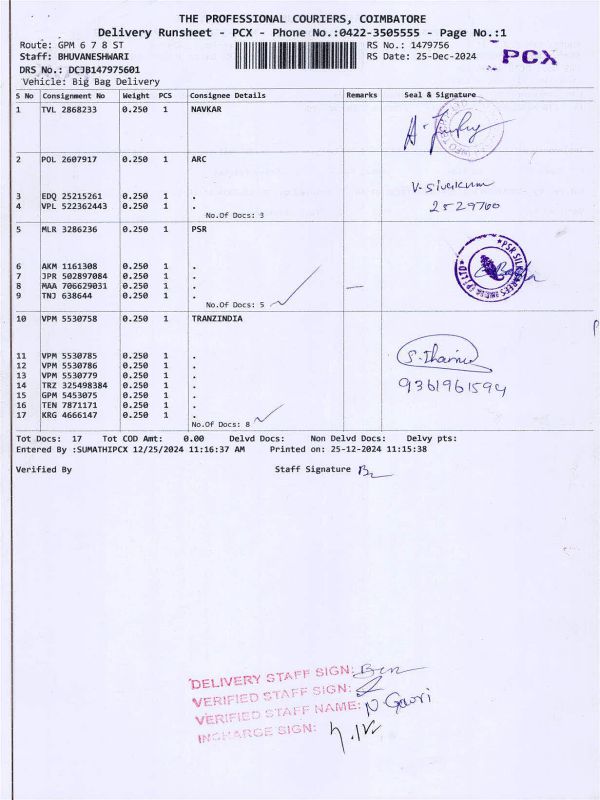 THE PROFESSIONAL COURIERS, COIMBATORE
Delivery Runsheet - PCX - Phone No.:0422-3505555 - Page No.:1
Route: GPM 6 7 8 ST RS No.: 1479756
Staff: BHUVANESHWARI RS Date: 25-Dec-2024 PCX
DRS No.: DCJB147975601
Vehicle: Big Bag Delivery
S No Consignment No Weight PCS Consignee Details Remarks Seal & Signature
1 TVL 2868233 0.250 1 NAVKAR
2 POL 2607917 0.250 1 ARC
V-Sivakumar
3 EDQ 25215261 0.250 1 .
4 VPL 522362443 0.250 1 . 2529760
No.Of Docs: 3
5 MLR 3286236 0.250 1 PSR
6 AKM 1161308 0.250 1 .
7 JPR 502897084 0.250 1 .
8 MAA 706629031 0.250 1 .
9 TNJ 638644 0.250 1 .
No.Of Docs: 5
10 VPM 5530758 0.250 1 TRANZINDIA
11 VPM 5530785 0.250 1 .
12 VPM 5530786 0.250 1 .
13 VPM 5530779 0.250 1 .
14 TRZ 325498384 0.250 1 . 9361961594
15 GPM 5453075 0.250 1 .
16 TEN 7871171 0.250 1 .
17 KRG 4666147 0.250 1 .
No.Of Docs: 8
Tot Docs: 17 Tot COD Amt: 0.00 Delvd Docs: Non Delvd Docs: Delvy pts:
Entered By :SUMATHIPCX 12/25/2024 11:16:37 AM Printed on: 25-12-2024 11:15:38
Verified By Staff Signature
DELIVERY STAFF SIGN:
VERIFIED STAFF SIGN:
VERIFIED STAFF NAME: N. Gowri
INCHARGE SIGN: